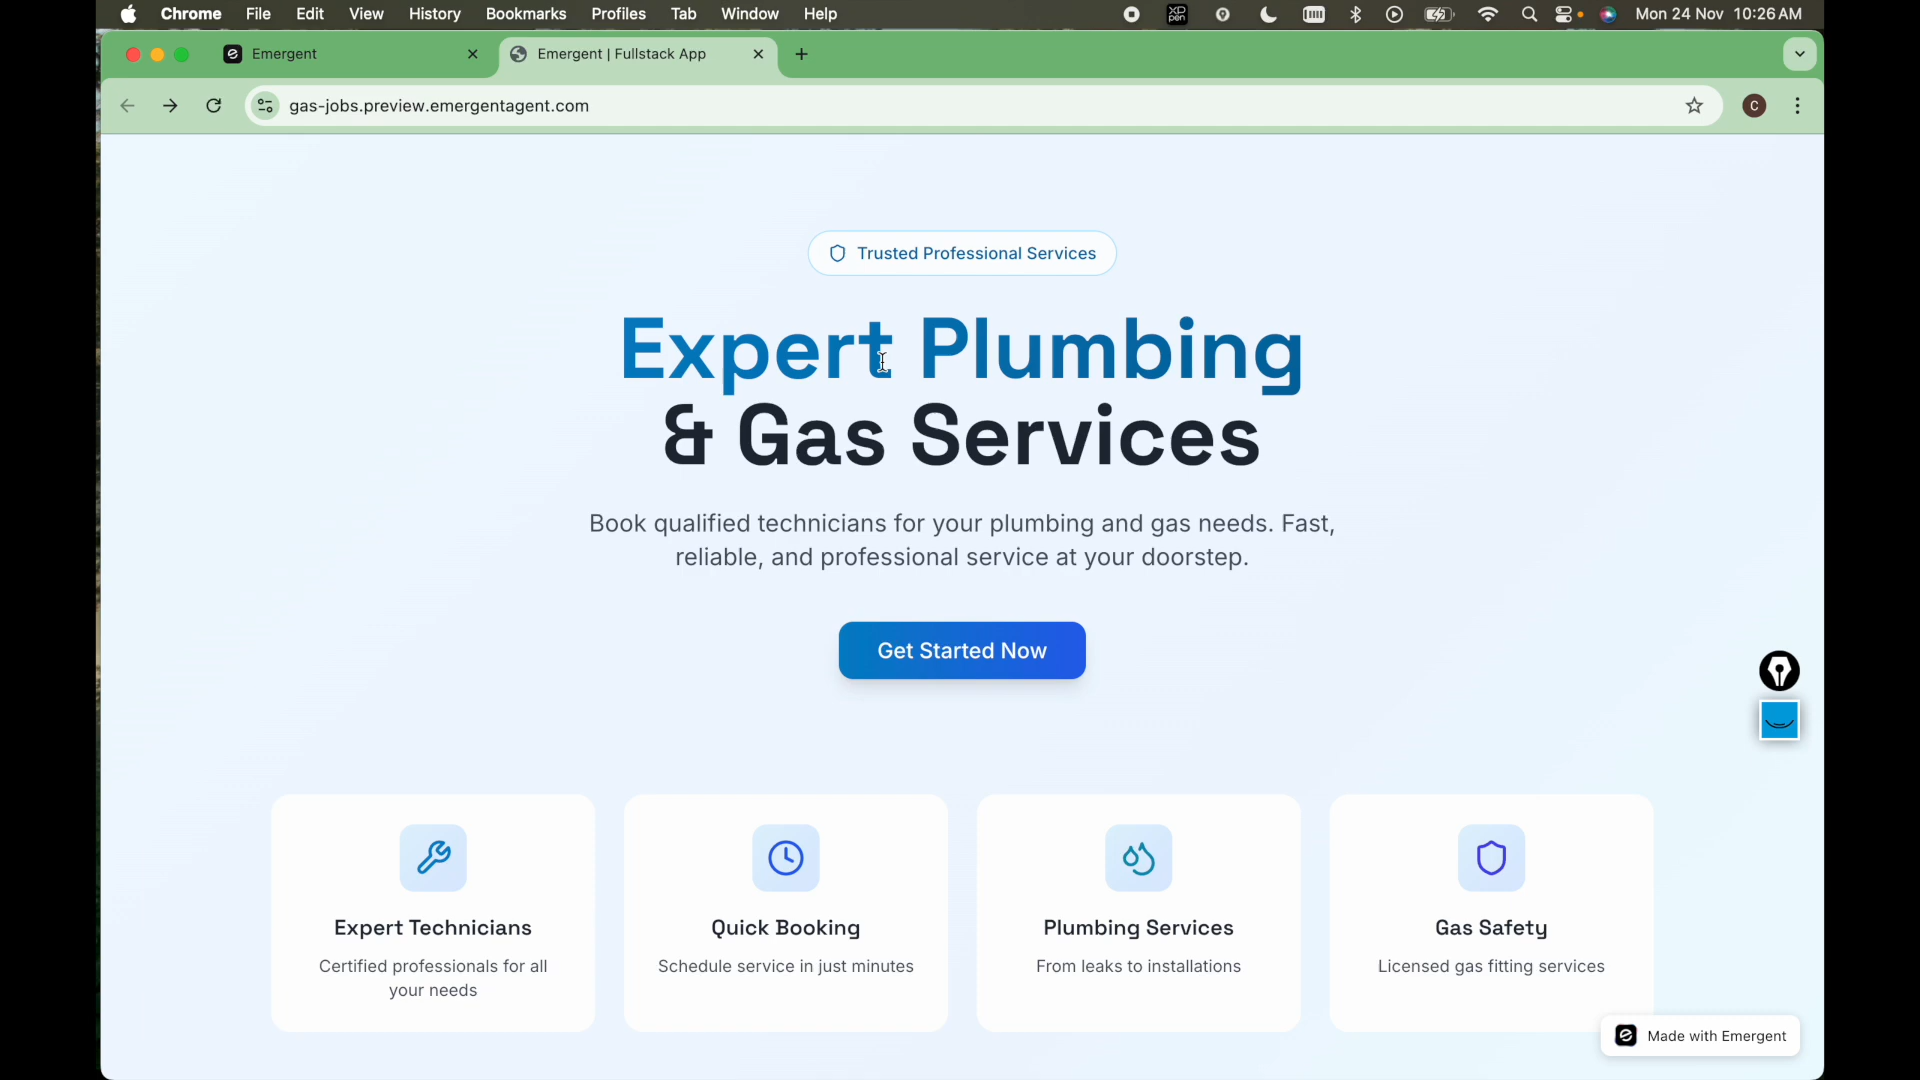 Chrome File Edit View History Bookmarks Profiles Tab Window Help
XP pen
Mon 24 Nov 10:26 AM
Emergent
Emergent | Fullstack App
gas-jobs.preview.emergentagent.com
C
Trusted Professional Services
Expert Plumbing
& Gas Services
Book qualified technicians for your plumbing and gas needs. Fast,
reliable, and professional service at your doorstep.
Get Started Now
Expert Technicians
Certified professionals for all
your needs
Quick Booking
Schedule service in just minutes
Plumbing Services
From leaks to installations
Gas Safety
Licensed gas fitting services
Made with Emergent